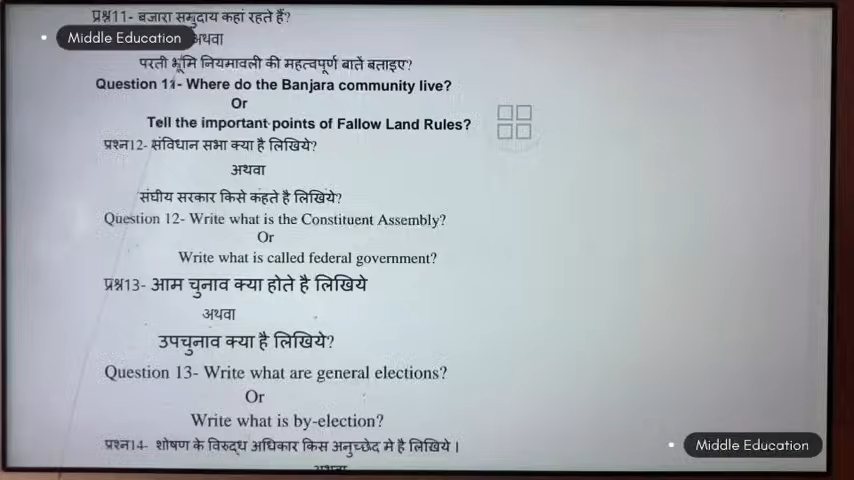 प्रश्न11- बजारा समुदाय कहां रहते हैं?
Middle Education
अथवा
परती भूमि नियमावली की महत्वपूर्ण बातें बताइए?
Question 11- Where do the Banjara community live?
Or
Tell the important points of Fallow Land Rules?
प्रश्न12- संविधान सभा क्या है लिखिये?
अथवा
संघीय सरकार किसे कहते है लिखिये?
Question 12- Write what is the Constituent Assembly?
Or
Write what is called federal government?
प्रश्न13- आम चुनाव क्या होते है लिखिये
अथवा
उपचुनाव क्या है लिखिये?
Question 13- Write what are general elections?
Or
Write what is by-election?
प्रश्न14- शोषण के विरुद्ध अधिकार किस अनुच्छेद मे है लिखिये ।
Middle Education